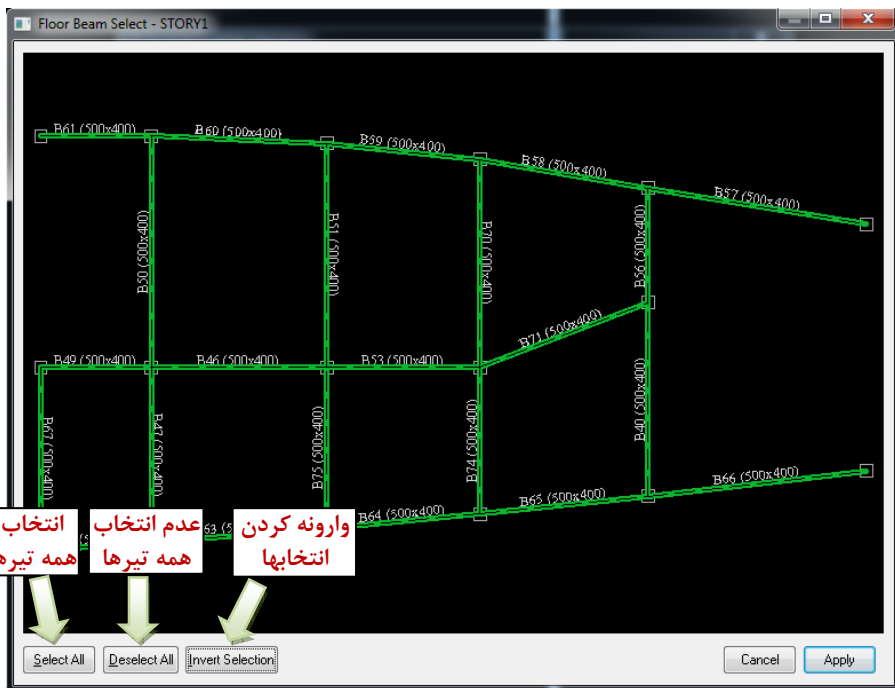 Floor Beam Select - STORY1
B61 (500x400)
B60 (500x400)
B59 (500x400)
B58 (500x400)
B57 (500x400)
B50 (500x400)
B51 (500x400)
B70 (500x400)
B56 (500x400)
B71 (500x400)
B49 (500x400)
B46 (500x400)
B53 (500x400)
B67 (500x400)
B47 (500x400)
B75 (500x400)
B74 (500x400)
B40 (500x400)
B64 (500x400)
B65 (500x400)
B66 (500x400)
انتخاب
همه تیرها
عدم انتخاب
همه تیرها
وارونه کردن
انتخابها
Select All
Deselect All
Invert Selection
Cancel
Apply